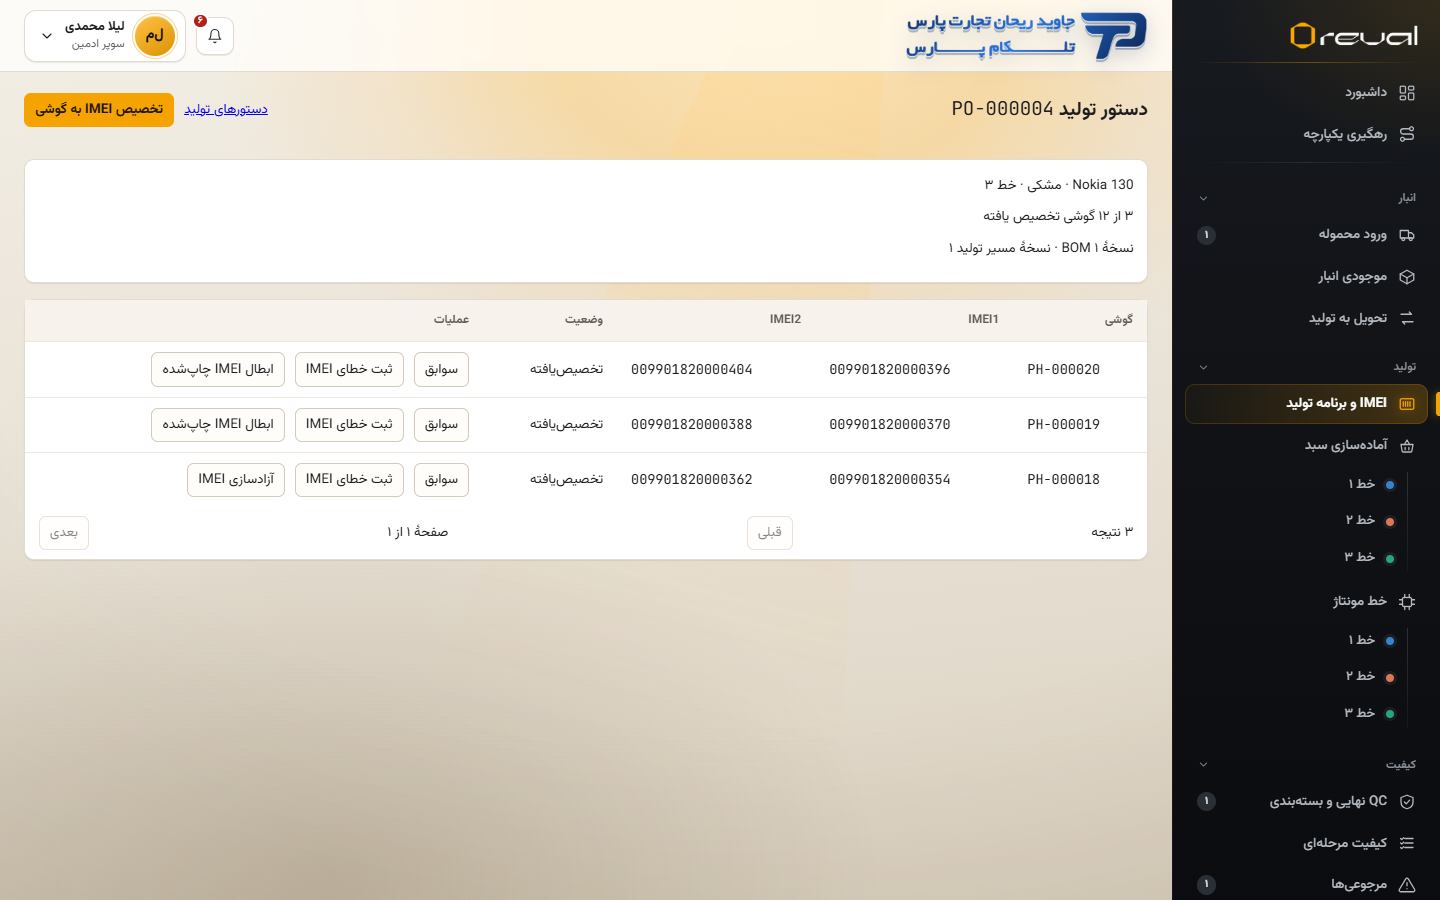 reval
داشبورد
رهگیری یکپارچه
انبار
ورود محموله ۱
موجودی انبار
تحویل به تولید
تولید
IMEI و برنامه تولید
آماده‌سازی سبد
خط ۱
خط ۲
خط ۳
خط مونتاژ
خط ۱
خط ۲
خط ۳
کیفیت
QC نهایی و بسته‌بندی ۱
کیفیت مرحله‌ای
مرجوعی‌ها ۱
جاوید ریحان تجارت پارس
تلـکام پـارس
۶
ل‌م
لیلا محمدی
سوپر ادمین
دستور تولید PO-000004
دستورهای تولید
تخصیص IMEI به گوشی
Nokia 130 · مشکی · خط ۳
۳ از ۱۲ گوشی تخصیص یافته
نسخهٔ BOM ۱ · نسخهٔ مسیر تولید ۱
گوشی IMEI1 IMEI2 وضعیت عملیات
PH-000020 009901820000396 009901820000404 تخصیص‌یافته سوابق ثبت خطای IMEI ابطال IMEI چاپ‌شده
PH-000019 009901820000370 009901820000388 تخصیص‌یافته سوابق ثبت خطای IMEI ابطال IMEI چاپ‌شده
PH-000018 009901820000354 009901820000362 تخصیص‌یافته سوابق ثبت خطای IMEI آزادسازی IMEI
۳ نتیجه قبلی صفحهٔ ۱ از ۱ بعدی